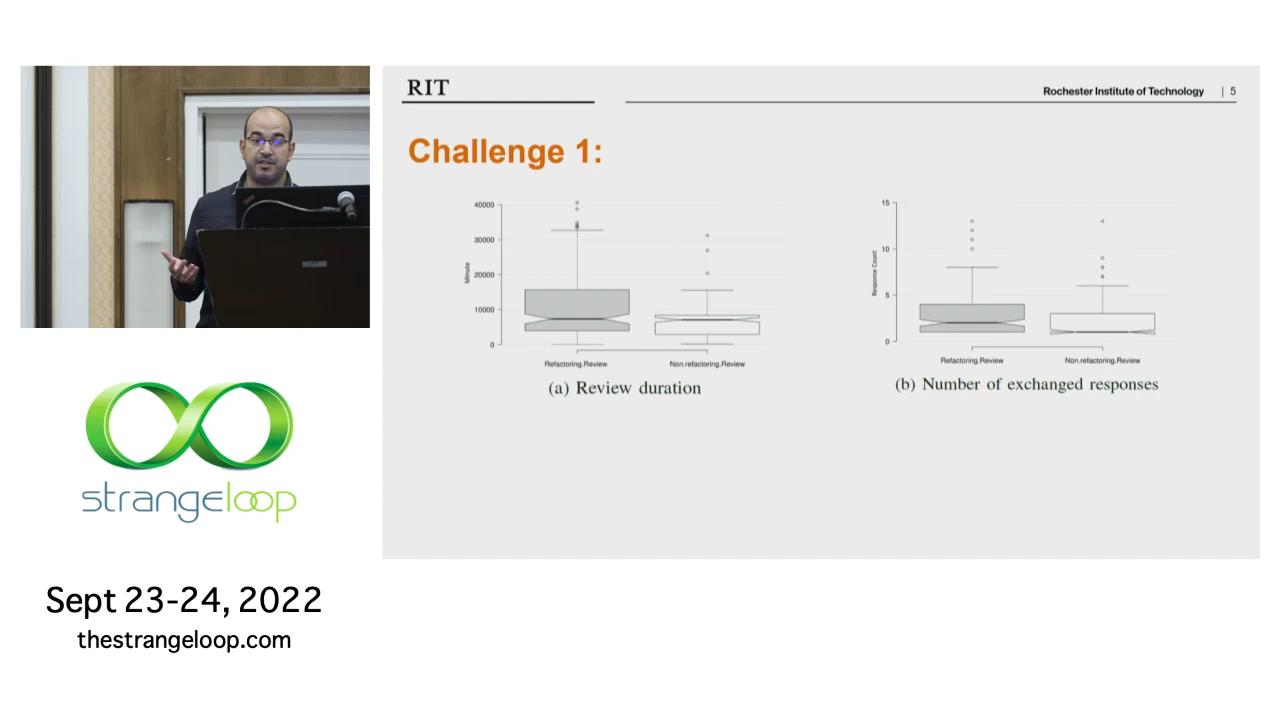 RIT
Rochester Institute of Technology | 5
Challenge 1:
40000
30000
20000
10000
0
Minute
Refactoring.Review
Non.refactoring.Review
(a) Review duration
15
10
5
0
Response Count
Refactoring.Review
Non.refactoring.Review
(b) Number of exchanged responses
strangeloop
Sept 23-24, 2022
thestrangeloop.com